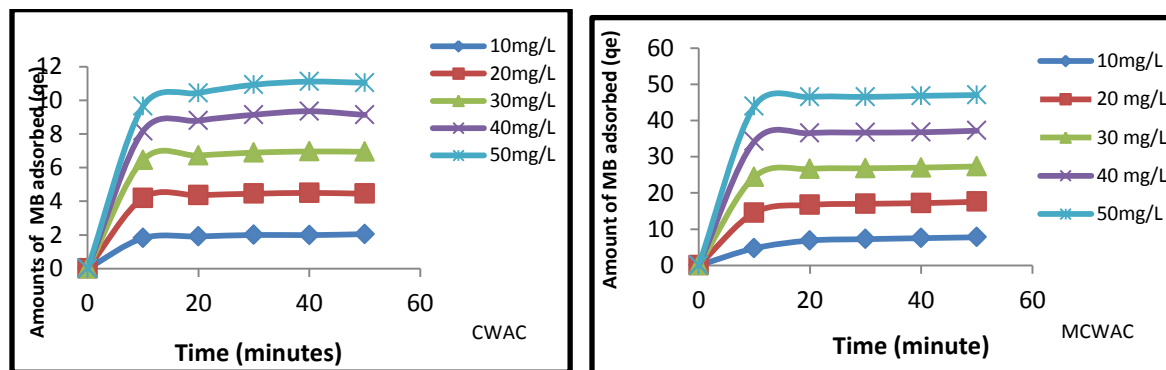 Amounts of MB adsorbed (qe)
12
10
8
6
4
2
0
0 20 40 60
Time (minutes)
CWAC
10mg/L
20mg/L
30mg/L
40mg/L
50mg/L
Amount of MB adsorbed (qe)
60
50
40
30
20
10
0
0 20 40 60
Time (minute)
MCWAC
10mg/L
20 mg/L
30 mg/L
40 mg/L
50mg/L